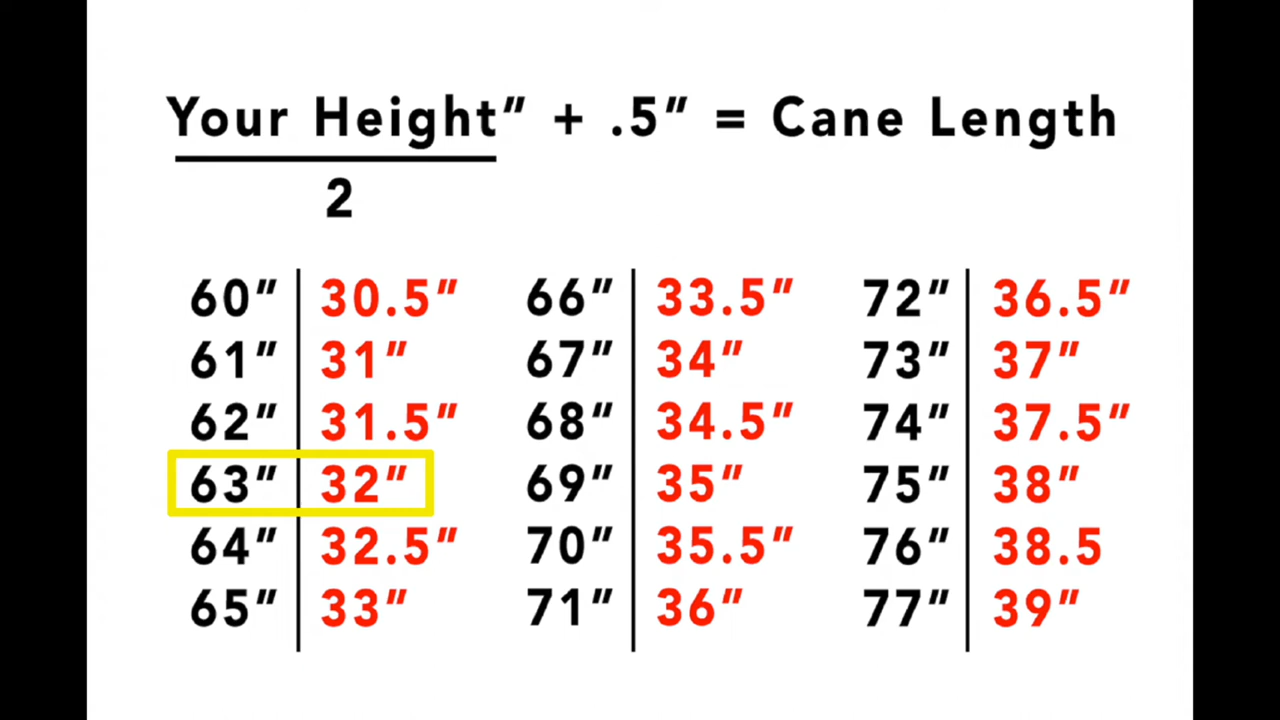 Your Height” + .5” = Cane Length
2
60” 30.5” 66” 33.5” 72” 36.5”
61” 31” 67” 34” 73” 37”
62” 31.5” 68” 34.5” 74” 37.5”
63” 32” 69” 35” 75” 38”
64” 32.5” 70” 35.5” 76” 38.5
65” 33” 71” 36” 77” 39”